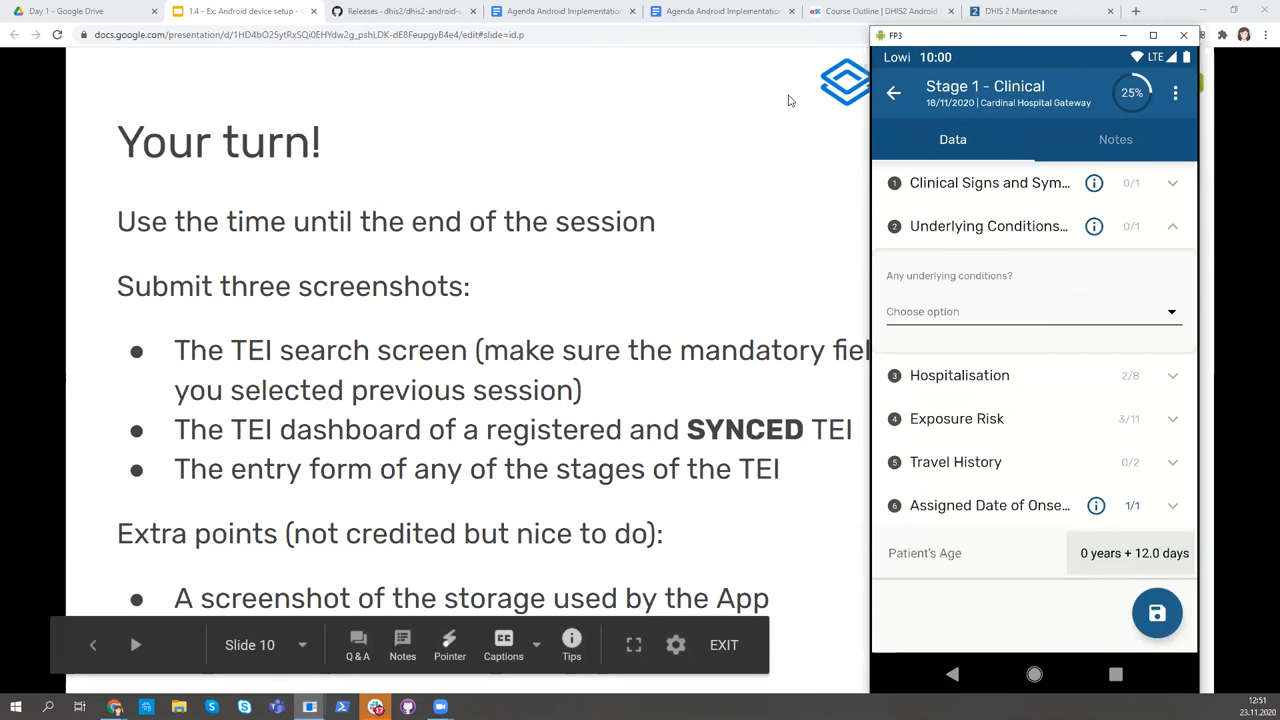 Day 1 - Google Drive
1.4 - Ex: Android device setup -
Releases · dhis2/dhis2-android-c
Agenda Android Implementation
Agenda Android Implementation
Course Outline | DHIS2 Android
DHIS 2 Maintenance
docs.google.com/presentation/d/1HD4bO25ytRxSQi0EHYdw2g_pshLDK-dE8FeupgyB4e4/edit#slide=id.p
Your turn!
Use the time until the end of the session
Submit three screenshots:
● The TEI search screen (make sure the mandatory fiel
you selected previous session)
● The TEI dashboard of a registered and SYNCED TEI
● The entry form of any of the stages of the TEI
Extra points (not credited but nice to do):
● A screenshot of the storage used by the App
Slide 10
Q & A
Notes
Pointer
CC
Captions
Tips
EXIT
FP3
Lowi 10:00
LTE
Stage 1 - Clinical
18/11/2020 | Cardinal Hospital Gateway
25%
Data
Notes
1 Clinical Signs and Sym... 0/1
2 Underlying Conditions... 0/1
Any underlying conditions?
Choose option
3 Hospitalisation 2/8
4 Exposure Risk 3/11
5 Travel History 0/2
6 Assigned Date of Onse... 1/1
Patient's Age 0 years + 12.0 days
12:51
23.11.2020